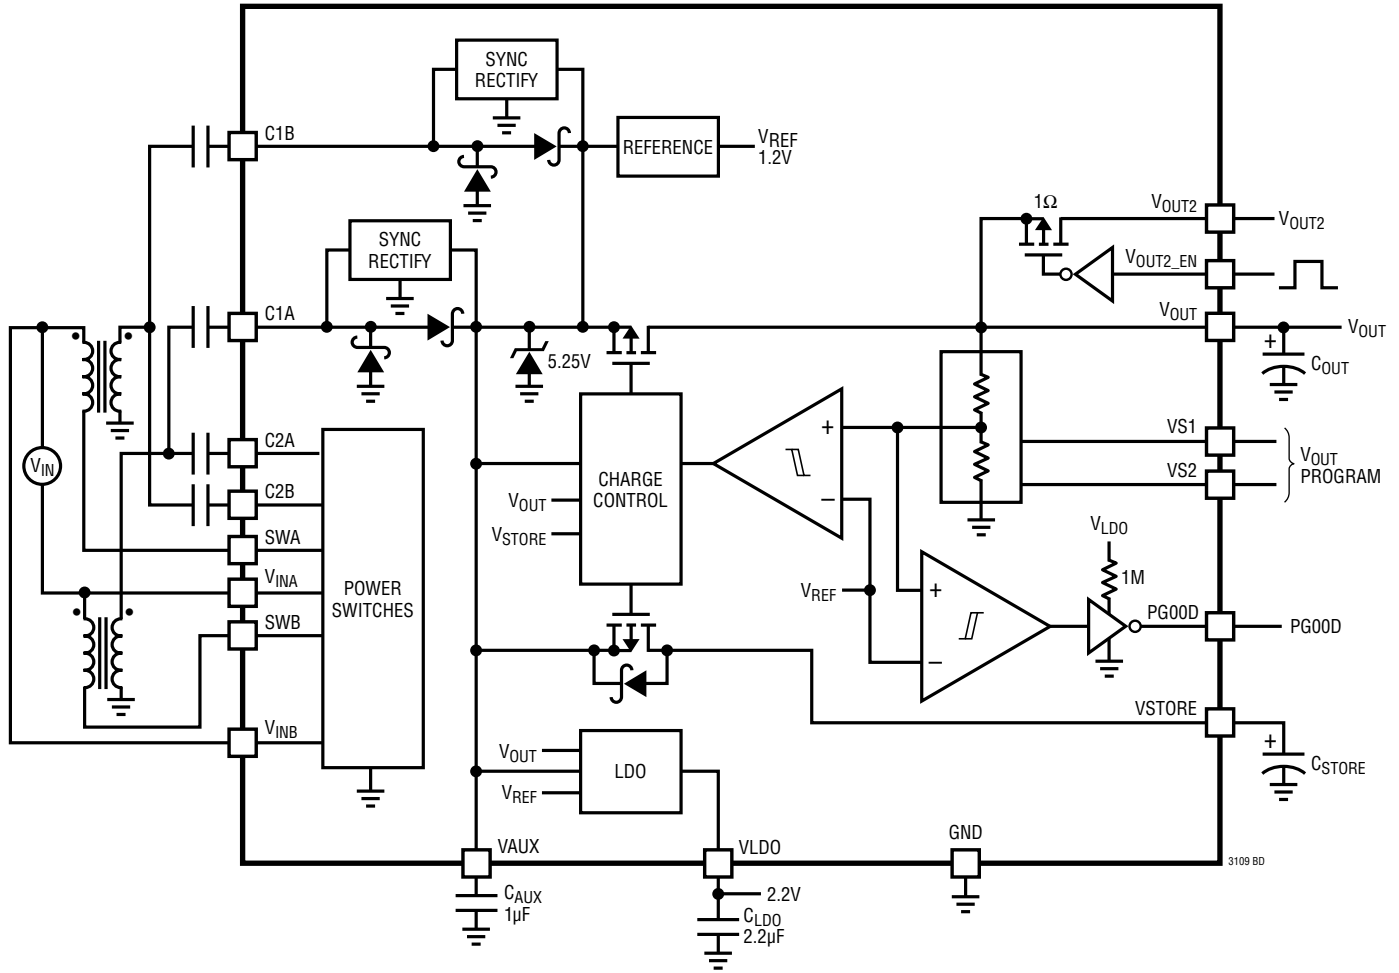 SYNC
RECTIFY
C1B
REFERENCE
VREF
1.2V
1Ω
VOUT2
VOUT2
SYNC
RECTIFY
VOUT2_EN
C1A
VOUT
VOUT
5.25V
+
COUT
C2A
+
VS1
VOUT
PROGRAM
VIN
CHARGE
CONTROL
VS2
C2B
VOUT
–
VLDO
SWA
VSTORE
1M
VINA
POWER
SWITCHES
VREF
+
PG00D
PG00D
SWB
–
VSTORE
VINB
VOUT
LDO
+
CSTORE
VREF
VAUX
VLDO
GND
3109 BD
CAUX
1µF
2.2V
CLDO
2.2µF